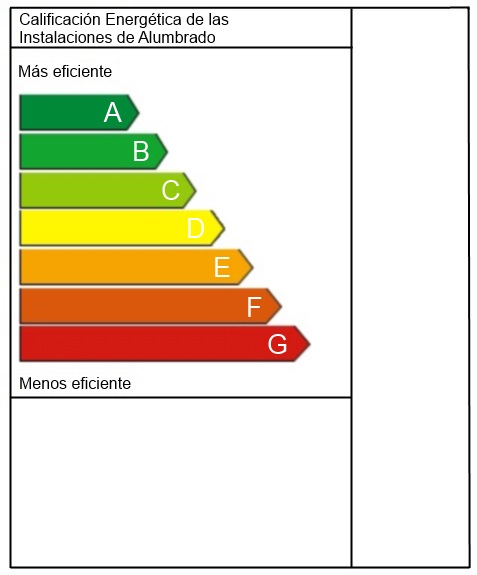 Calificación Energética de las
Instalaciones de Alumbrado
Más eficiente
A
B
C
D
E
F
G
Menos eficiente